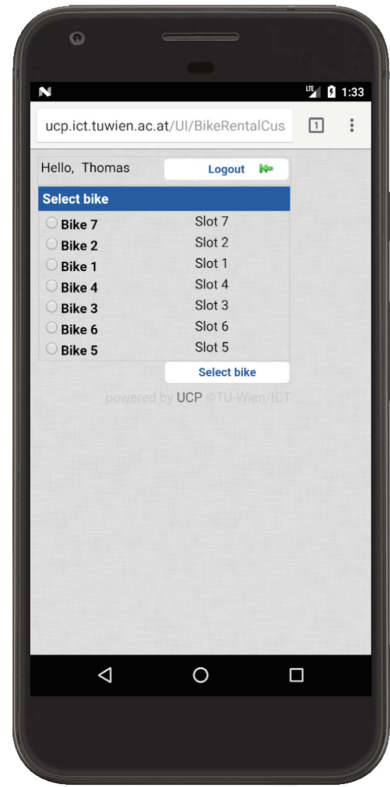 LTE 1:33
ucp.ict.tuwien.ac.at/UI/BikeRentalCus 1
Hello, Thomas Logout
Select bike
Bike 7 Slot 7
Bike 2 Slot 2
Bike 1 Slot 1
Bike 4 Slot 4
Bike 3 Slot 3
Bike 6 Slot 6
Bike 5 Slot 5
Select bike
powered by UCP @TU-Wien/ICT